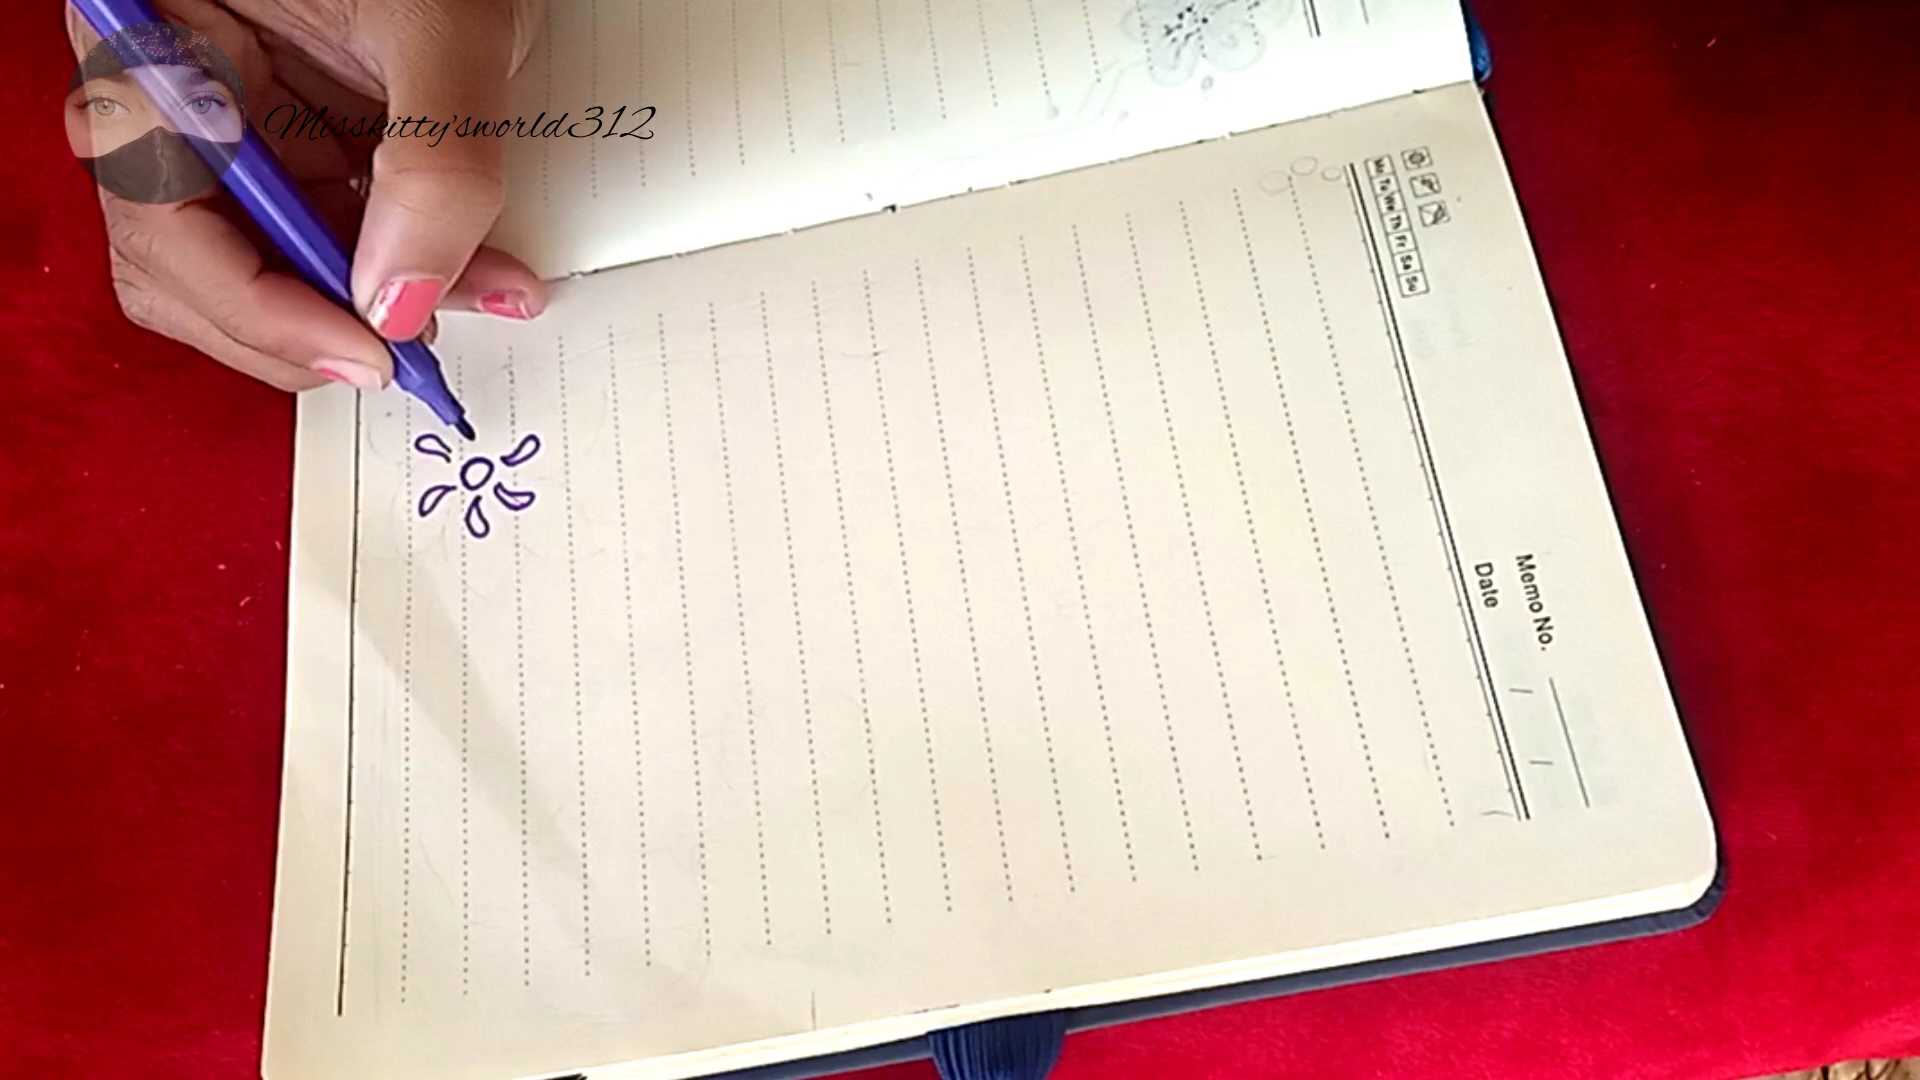 Misskitty'sworld312
Mo Tu We Th Fr Sa Su
Memo No.
Date / /